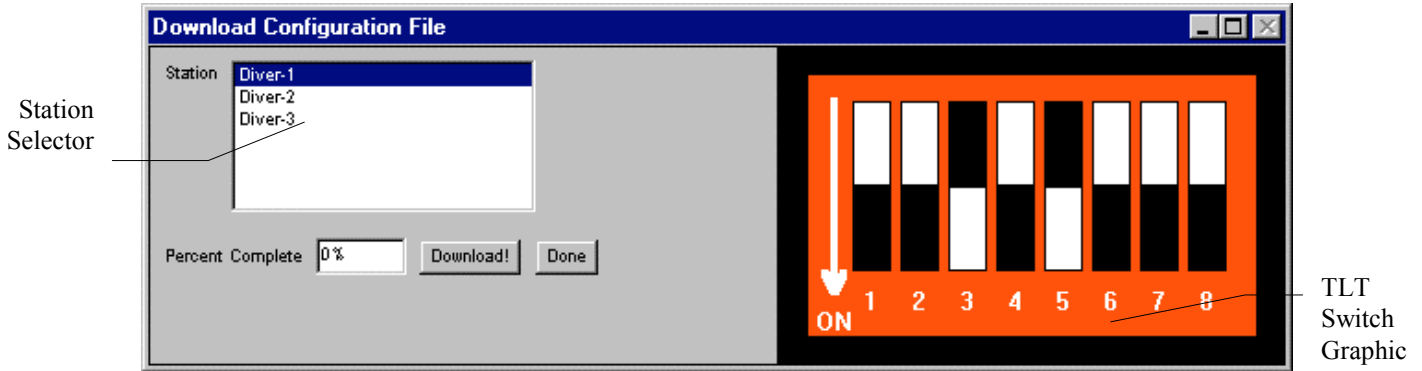 Download Configuration File
Station
Diver-1
Diver-2
Diver-3
Station
Selector
Percent Complete 0% Download! Done
1 2 3 4 5 6 7 8
ON
TLT
Switch
Graphic